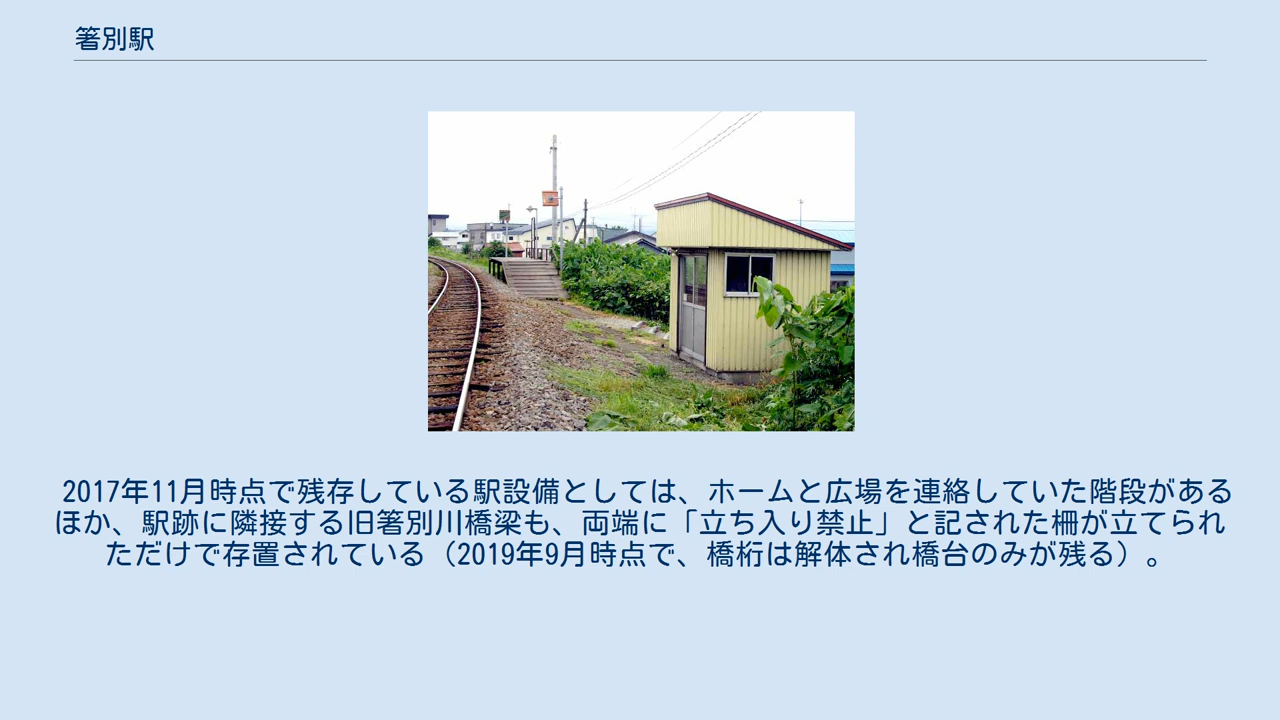 箸別駅
2017年11月時点で残存している駅設備としては、ホームと広場を連絡していた階段がある
ほか、駅跡に隣接する旧箸別川橋梁も、両端に「立ち入り禁止」と記された柵が立てられ
ただけで存置されている（2019年9月時点で、橋桁は解体され橋台のみが残る）。